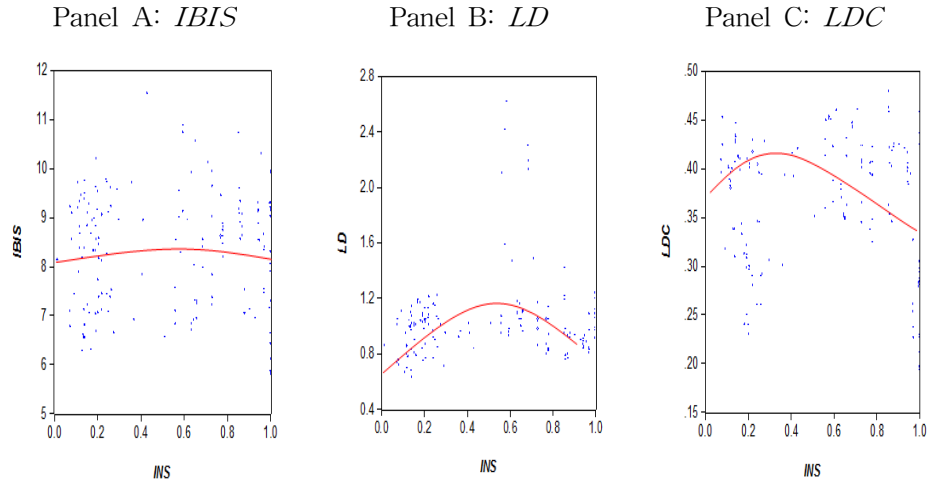 Panel A: IBIS
Panel B: LD
Panel C: LDC
12
11
10
9
8
7
6
5
IBIS
0.0 0.2 0.4 0.6 0.8 1.0
INS
2.8
2.4
2.0
1.6
1.2
0.8
0.4
LD
0.0 0.2 0.4 0.6 0.8 1.0
INS
.50
.45
.40
.35
.30
.25
.20
.15
LDC
0.0 0.2 0.4 0.6 0.8 1.0
INS